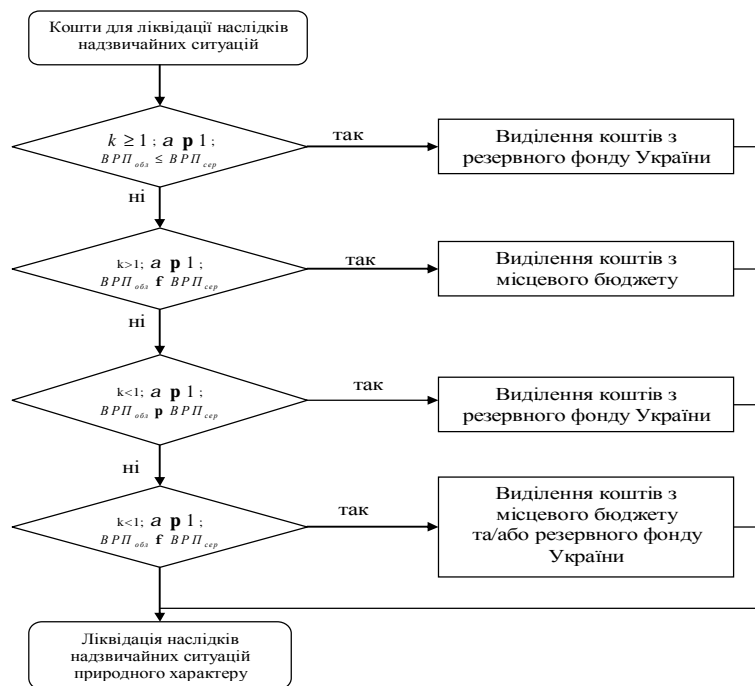 Кошти для ліквідації наслідків
надзвичайних ситуацій
k ≥ 1 ; a p 1 ;
ВРП обл ≤ ВРП сер
так
Виділення коштів з
резервного фонду України
ні
k>1; a p 1 ;
ВРП обл f ВРП сер
так
Виділення коштів з
місцевого бюджету
ні
k<1; a p 1 ;
ВРП обл p ВРП сер
так
Виділення коштів з
резервного фонду України
ні
k<1; a p 1 ;
ВРП обл f ВРП сер
так
Виділення коштів з
місцевого бюджету
та/або резервного фонду
України
Ліквідація наслідків
надзвичайних ситуацій
природного характеру